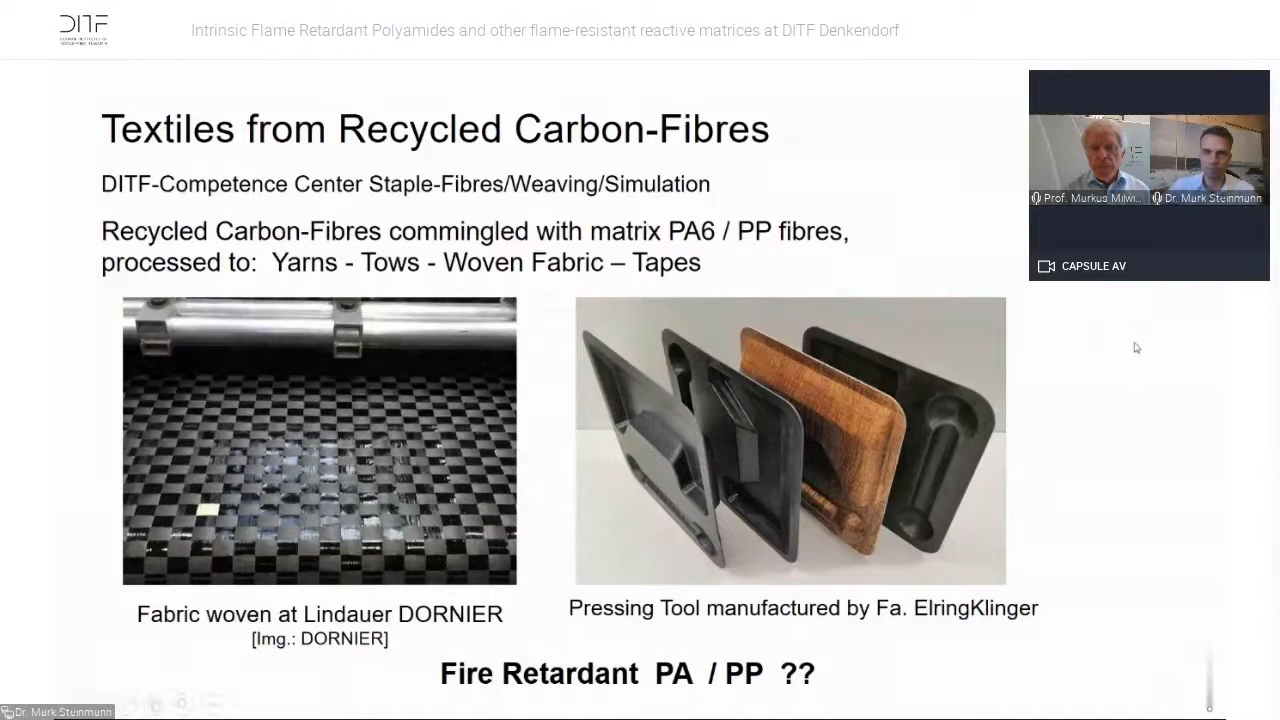 DITF
Intrinsic Flame Retardant Polyamides and other flame-resistant reactive matrices at DITF Denkendorf
Textiles from Recycled Carbon-Fibres
DITF-Competence Center Staple-Fibres/Weaving/Simulation
Recycled Carbon-Fibres commingled with matrix PA6 / PP fibres,
processed to: Yarns - Tows - Woven Fabric – Tapes
Prof. Markus Milwi...
Dr. Mark Steinmann
CAPSULE AV
Fabric woven at Lindauer DORNIER
[Img.: DORNIER]
Pressing Tool manufactured by Fa. ElringKlinger
Fire Retardant PA / PP ??
Dr. Mark Steinmann